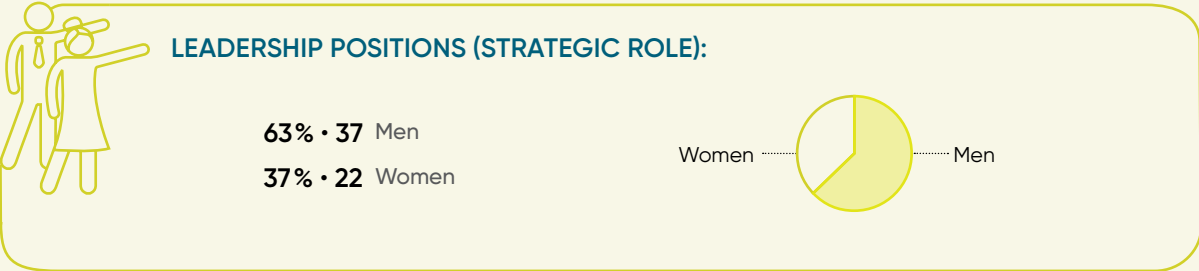 LEADERSHIP POSITIONS (STRATEGIC ROLE):
63% • 37 Men
37% • 22 Women
Women
Men